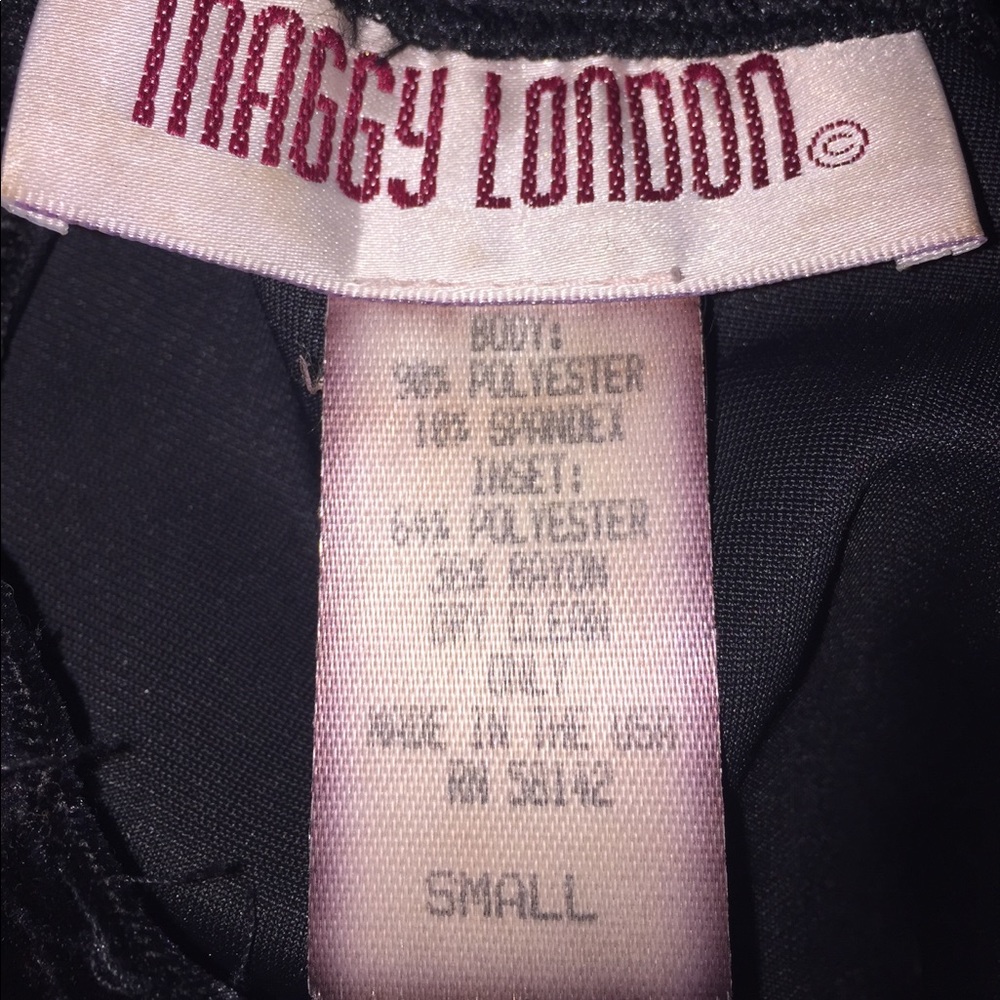 MAGGY LONDON ©
BODY:
90% POLYESTER
10% SPANDEX
INSET:
64% POLYESTER
36% RAYON
DRY CLEAN
ONLY
MADE IN THE USA
RN 56142
SMALL